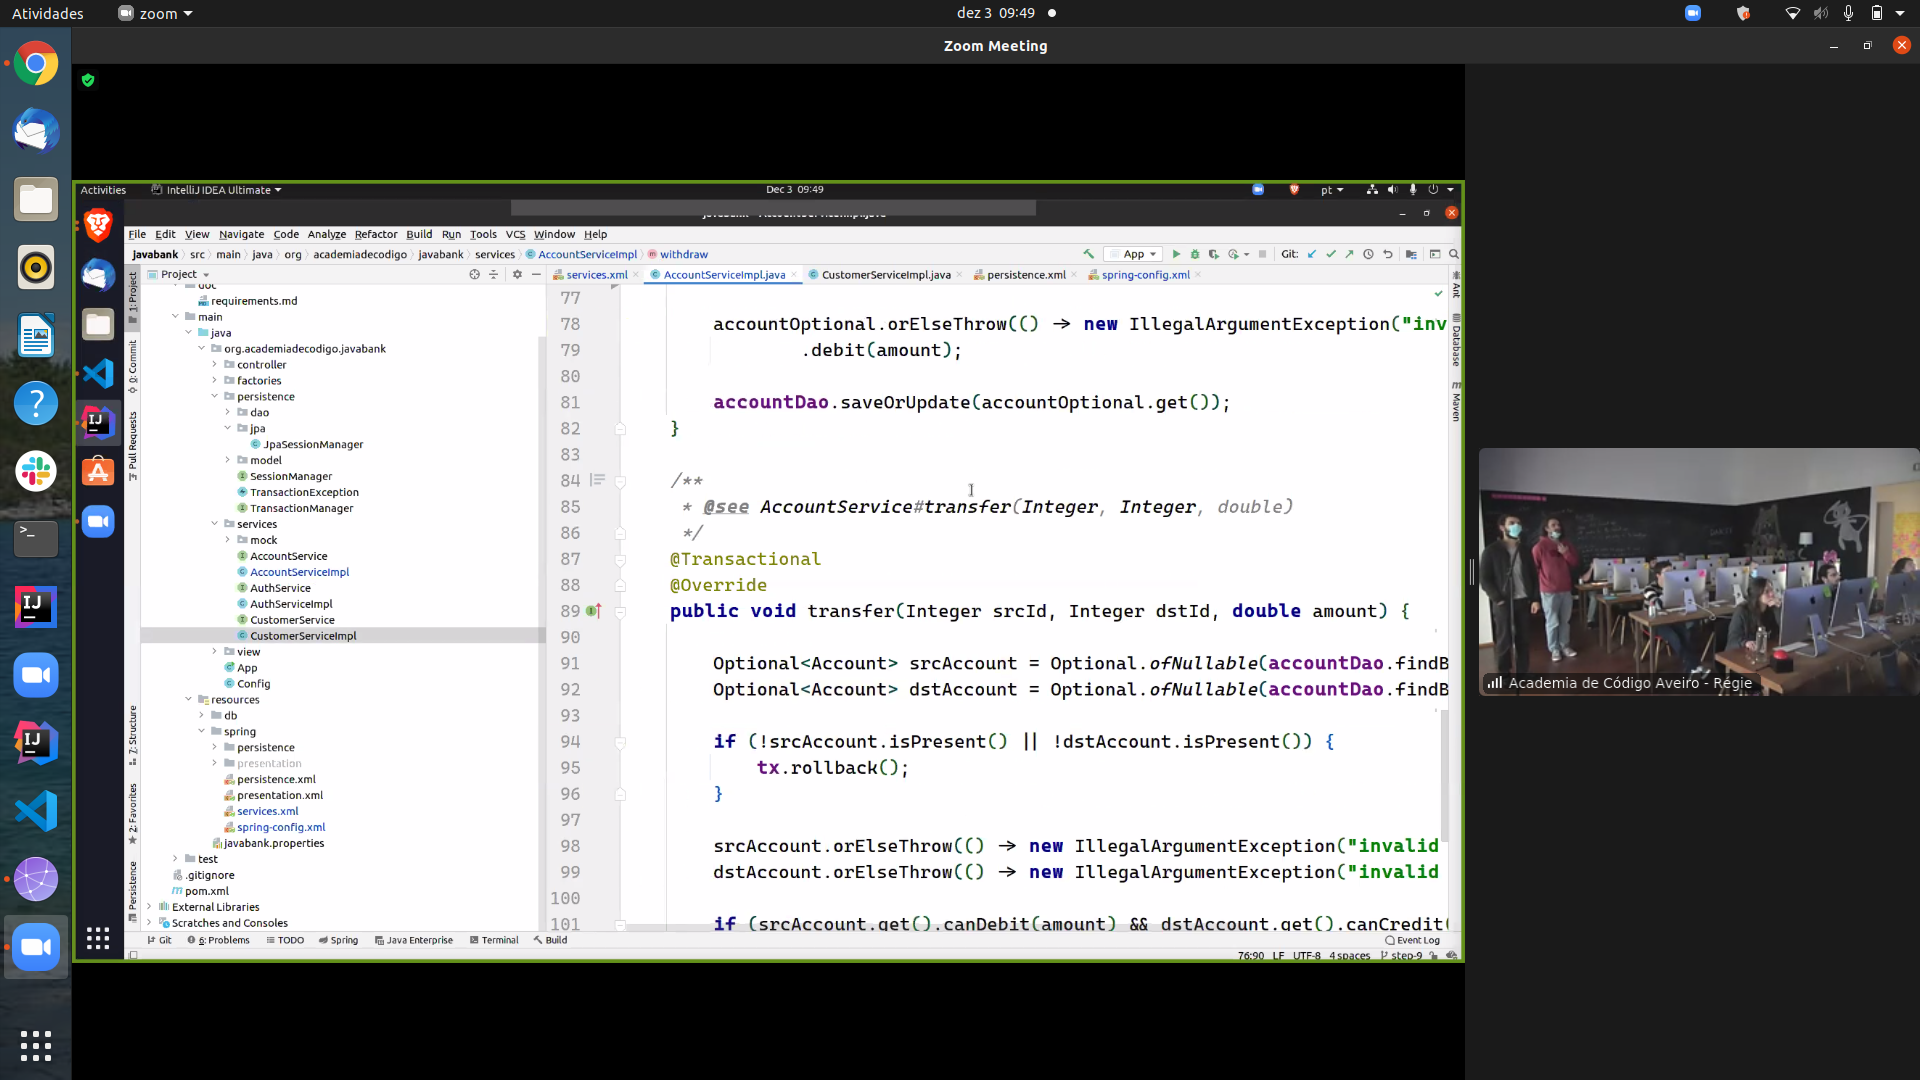 Atividades
zoom
dez 3 09:49
Zoom Meeting
Activities
IntelliJ IDEA Ultimate
Dec 3 09:49
pt
File Edit View Navigate Code Analyze Refactor Build Run Tools VCS Window Help
javabank src main java org academiadecodigo javabank services AccountServiceImpl withdraw
App
Git:
Project
services.xml
AccountServiceImpl.java
CustomerServiceImpl.java
persistence.xml
spring-config.xml
1: Project
0: Commit
Pull Requests
7: Structure
2: Favorites
Persistence
doc
requirements.md
main
java
org.academiadecodigo.javabank
controller
factories
persistence
dao
jpa
JpaSessionManager
model
SessionManager
TransactionException
TransactionManager
services
mock
AccountService
AccountServiceImpl
AuthService
AuthServiceImpl
CustomerService
CustomerServiceImpl
view
App
Config
resources
db
spring
persistence
presentation
persistence.xml
presentation.xml
services.xml
spring-config.xml
javabank.properties
test
.gitignore
pom.xml
External Libraries
Scratches and Consoles
77
78 accountOptional.orElseThrow(() → new IllegalArgumentException("inv
79 .debit(amount);
80
81 accountDao.saveOrUpdate(accountOptional.get());
82 }
83
84 /**
85 * @see AccountService#transfer(Integer, Integer, double)
86 */
87 @Transactional
88 @Override
89 public void transfer(Integer srcId, Integer dstId, double amount) {
90
91 Optional<Account> srcAccount = Optional.ofNullable(accountDao.findB
92 Optional<Account> dstAccount = Optional.ofNullable(accountDao.findB
93
94 if (!srcAccount.isPresent() || !dstAccount.isPresent()) {
95 tx.rollback();
96 }
97
98 srcAccount.orElseThrow(() → new IllegalArgumentException("invalid
99 dstAccount.orElseThrow(() → new IllegalArgumentException("invalid
100
101 if (srcAccount.get().canDebit(amount) && dstAccount.get().canCredit(
Ant
Database
Maven
Git 6: Problems TODO Spring Java Enterprise Terminal Build
Event Log
76:90 LF UTF-8 4 spaces step-9
Academia de Código Aveiro - Régie